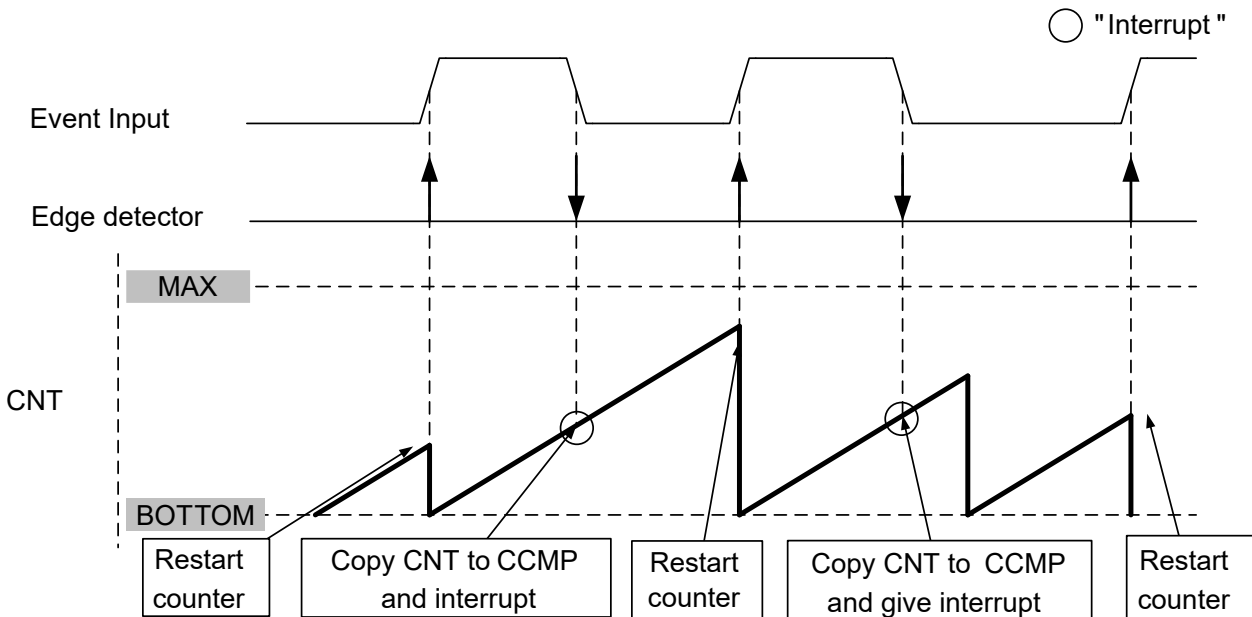 "Interrupt"
Event Input
Edge detector
MAX
CNT
BOTTOM
Restart
counter
Copy CNT to CCMP
and interrupt
Restart
counter
Copy CNT to CCMP
and give interrupt
Restart
counter